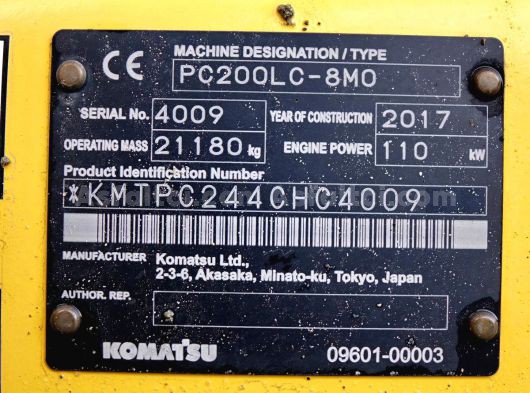 CE MACHINE DESIGNATION / TYPE
PC200LC-8M0
SERIAL No. 4009 YEAR OF CONSTRUCTION 2017
OPERATING MASS 21180 kg ENGINE POWER 110 kW
Product Identification Number
*KMTPC244CHC4009
MANUFACTURER Komatsu Ltd.,
2-3-6, Akasaka, Minato-ku, Tokyo, Japan
AUTHOR. REP.
KOMATSU 09601-00003